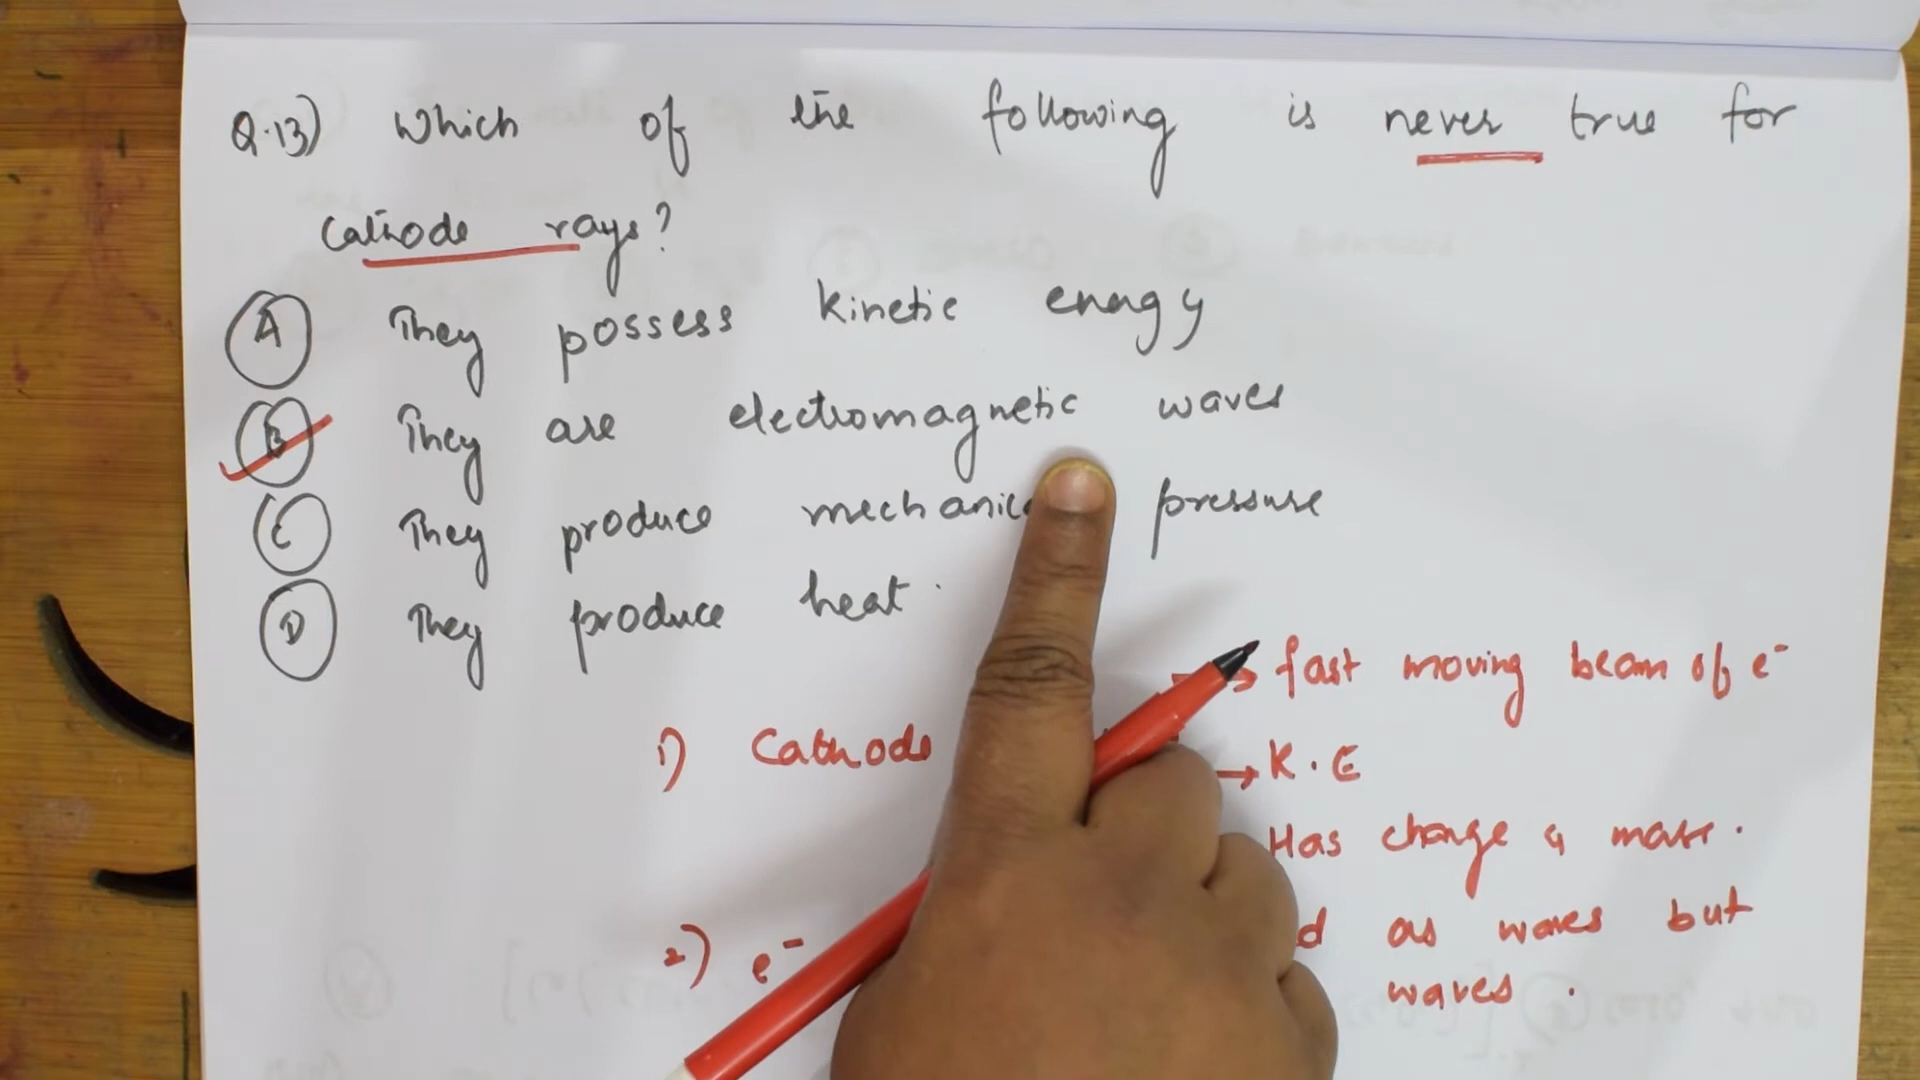 Q.13) Which of the following is never true for
Cathode rays?
A They possess kinetic energy
B They are electromagnetic waves
C They produce pressure
D They produce heat.
→ fast moving beam of e⁻
1) Cathode
→ K.E
Has charge & mass.
2) e⁻ as waves but
waves.